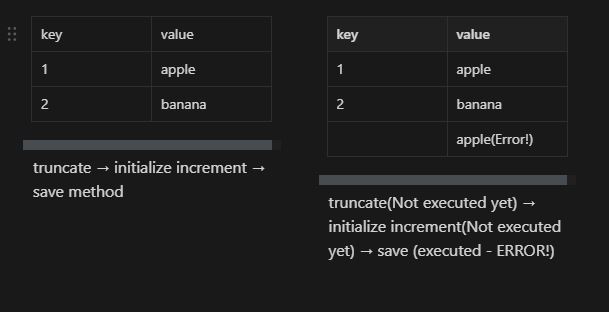 key value
1 apple
2 banana
truncate → initialize increment →
save method
key value
1 apple
2 banana
apple(Error!)
truncate(Not executed yet) →
initialize increment(Not executed
yet) → save (executed - ERROR!)